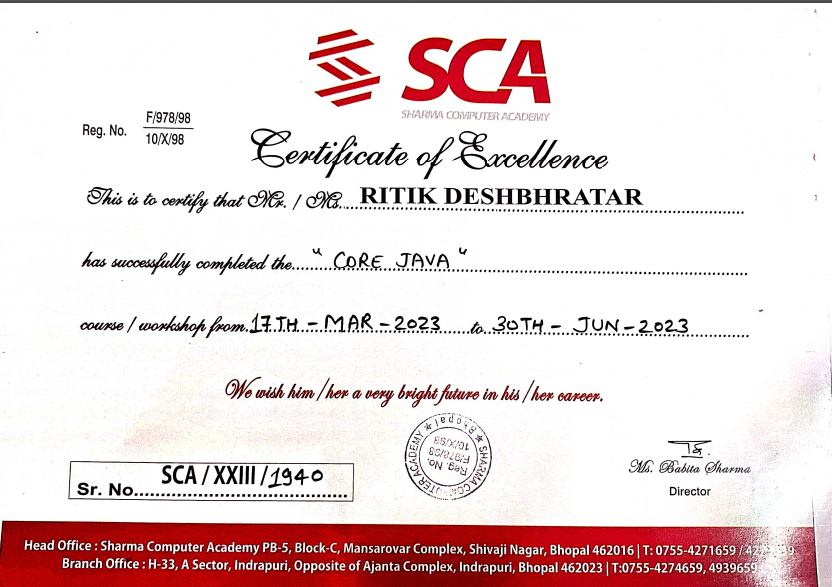 SCA
SHARMA COMPUTER ACADEMY
Reg. No. F/978/98
10/X/98
Certificate of Excellence
This is to certify that Mr. / Ms. RITIK DESHBHRATAR
has successfully completed the "CORE JAVA"
course / workshop from 17TH - MAR - 2023 to 30TH - JUN - 2023
We wish him / her a very bright future in his / her career.
SHARMA COMPUTER ACADEMY ★ Bhopal ★
Reg. No.
F/978/98
10/X/98
Sr. No. SCA / XXIII / 1940
Ms. Babita Sharma
Director
Head Office : Sharma Computer Academy PB-5, Block-C, Mansarovar Complex, Shivaji Nagar, Bhopal 462016 | T: 0755-4271659 /
Branch Office : H-33, A Sector, Indrapuri, Opposite of Ajanta Complex, Indrapuri, Bhopal 462023 | T:0755-4274659, 4939659